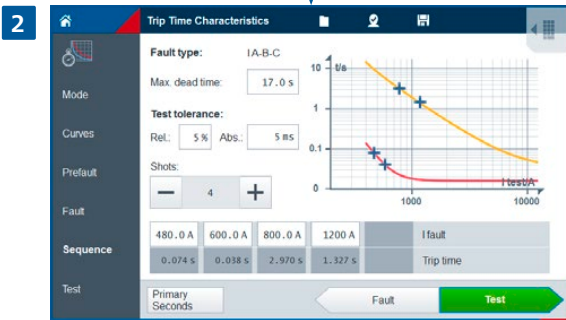 2
Trip Time Characteristics
Mode
Curves
Prefault
Fault
Sequence
Test
Fault type: IA-B-C
Max. dead time: 17.0 s
Test tolerance:
Rel.: 5 % Abs.: 5 ms
Shots:
− 4 +
10 t/s
1
0.1
0
1000 10000
I test/A
480.0 A 600.0 A 800.0 A 1200 A I fault
0.074 s 0.038 s 2.970 s 1.327 s Trip time
Primary
Seconds
Fault
Test